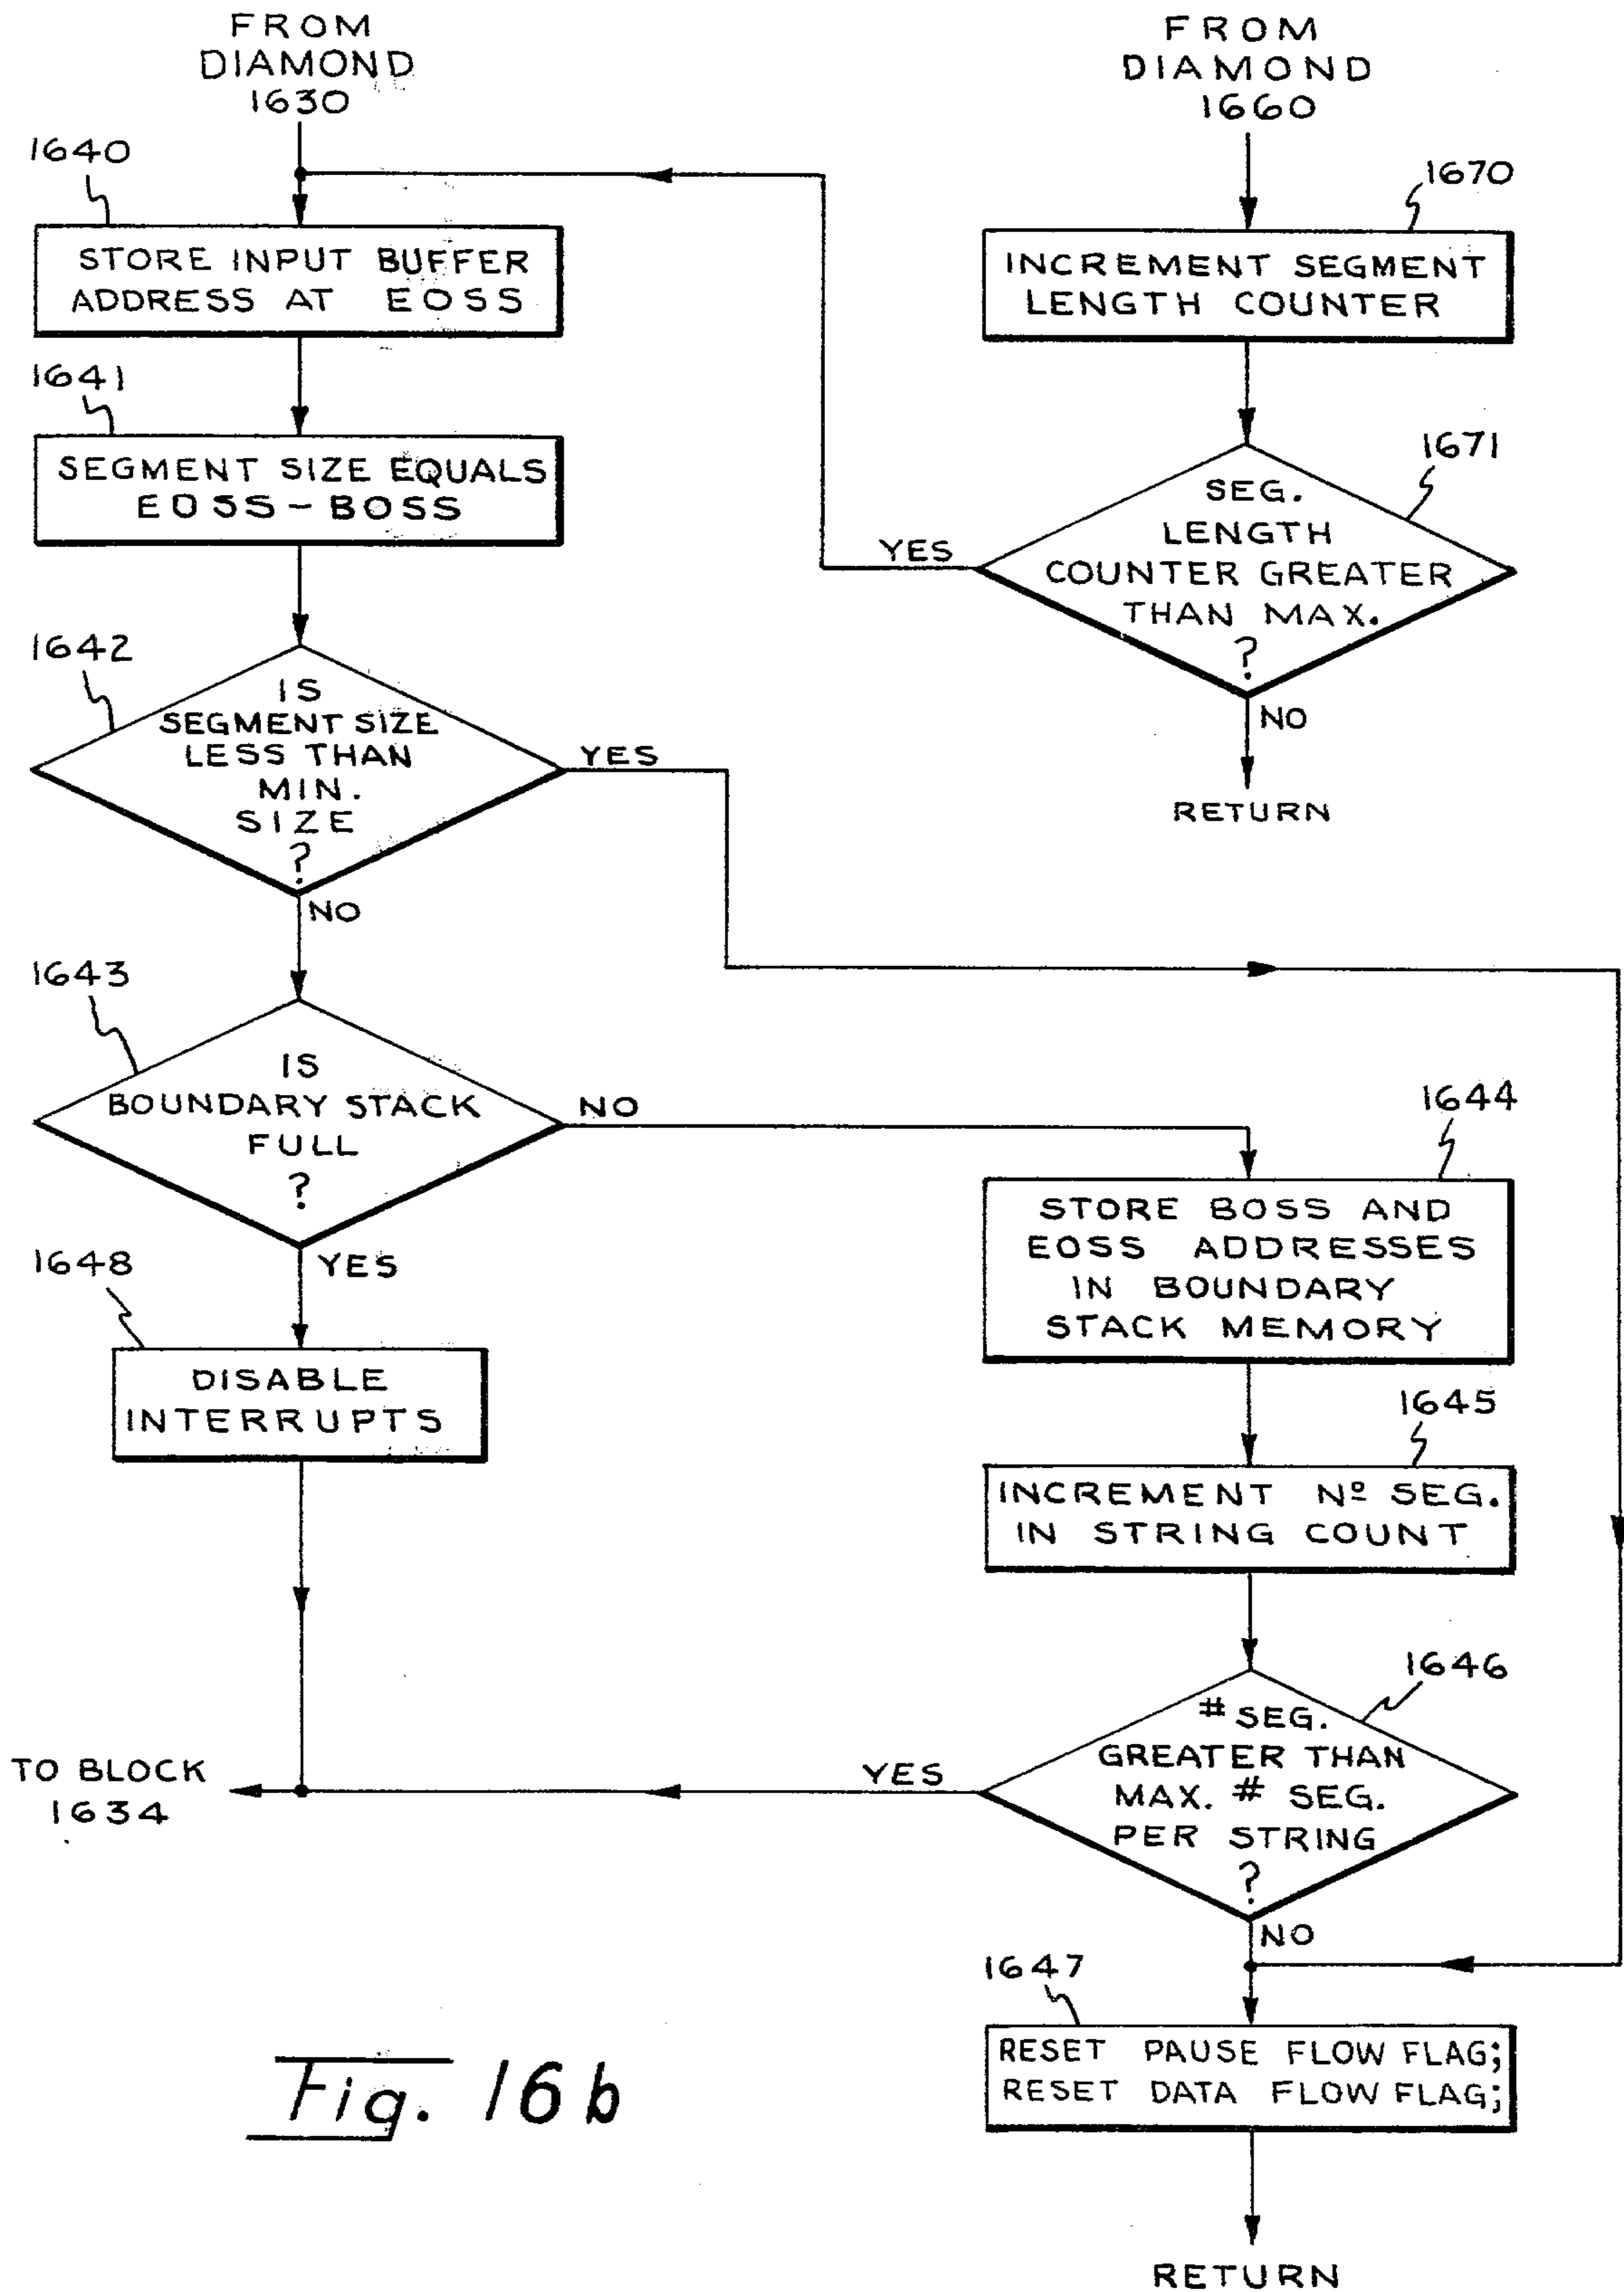 FROM
DIAMOND
1630
1640
STORE INPUT BUFFER
ADDRESS AT EOSS
1641
SEGMENT SIZE EQUALS
EOSS - BOSS
1642
IS
SEGMENT SIZE
LESS THAN
MIN.
SIZE
?
YES
NO
1643
IS
BOUNDARY STACK
FULL
?
NO
YES
1648
DISABLE
INTERRUPTS
TO BLOCK
1634
FROM
DIAMOND
1660
1670
INCREMENT SEGMENT
LENGTH COUNTER
1671
SEG.
LENGTH
COUNTER GREATER
THAN MAX.
?
YES
NO
RETURN
1644
STORE BOSS AND
EOSS ADDRESSES
IN BOUNDARY
STACK MEMORY
1645
INCREMENT Nº SEG.
IN STRING COUNT
1646
# SEG.
GREATER THAN
MAX. # SEG.
PER STRING
?
YES
NO
1647
RESET PAUSE FLOW FLAG;
RESET DATA FLOW FLAG;
RETURN
Fig. 16b